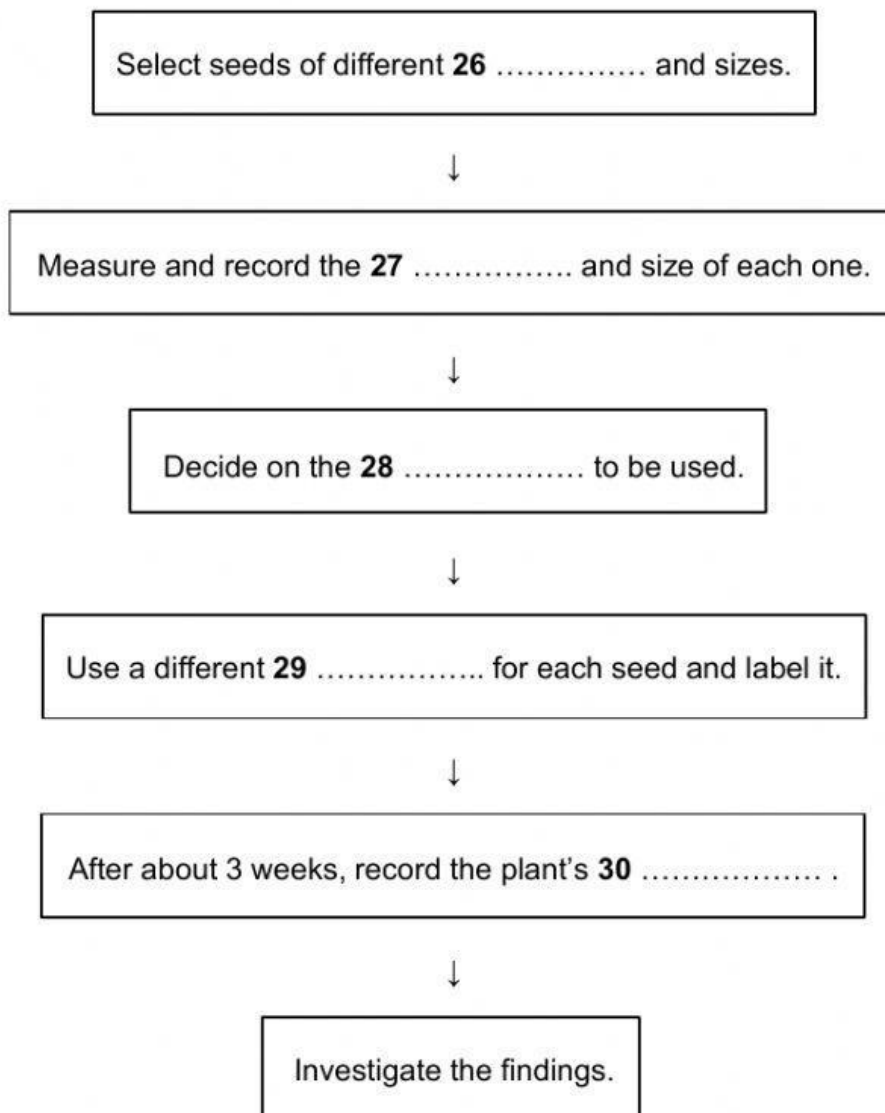 Select seeds of different 26 ............... and sizes.
↓
Measure and record the 27 ................ and size of each one.
↓
Decide on the 28 .................. to be used.
↓
Use a different 29 ................. for each seed and label it.
↓
After about 3 weeks, record the plant's 30 .................. .
↓
Investigate the findings.